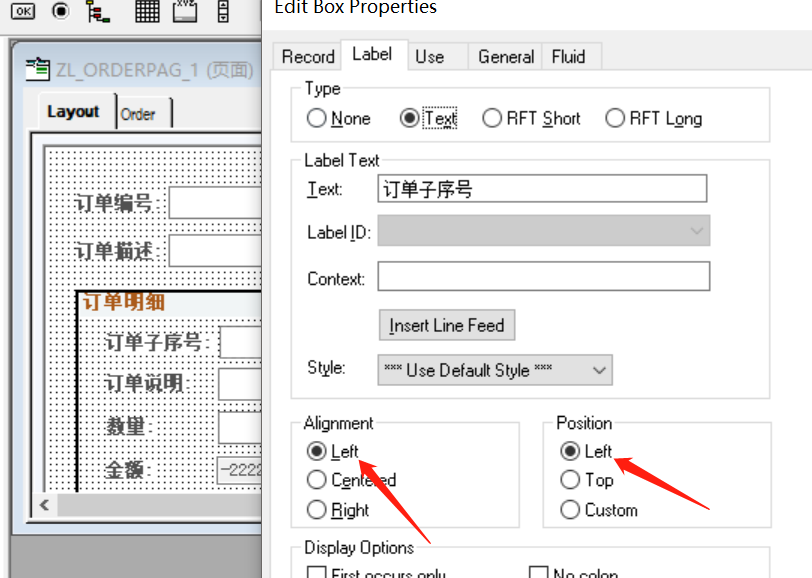 Edit Box Properties
OK
XYZ
ZL_ORDERPAG_1 (页面)
Layout
Order
订单编号:
订单描述:
订单明细
订单子序号:
订单说明:
数量:
金额:
-2222
Record
Label
Use
General
Fluid
Type
None
Text
RFT Short
RFT Long
Label Text
Text:
订单子序号
Label ID:
Context:
Insert Line Feed
Style:
*** Use Default Style ***
Alignment
Left
Centered
Right
Position
Left
Top
Custom
Display Options
First occurs only
No colon